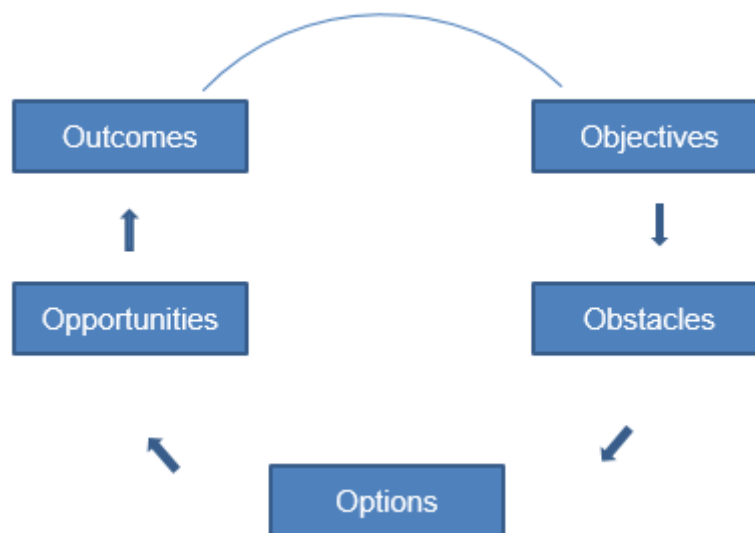 Outcomes
Objectives
Opportunities
Obstacles
Options